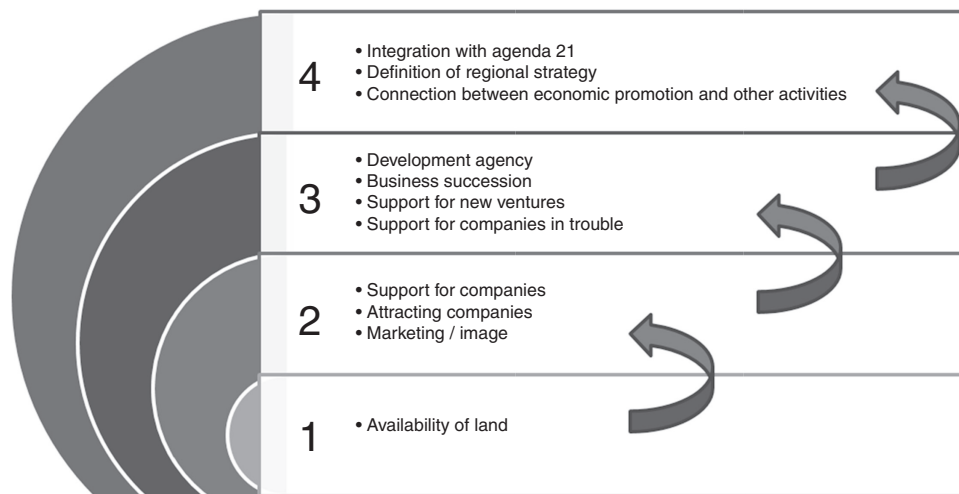 4
• Integration with agenda 21
• Definition of regional strategy
• Connection between economic promotion and other activities
3
• Development agency
• Business succession
• Support for new ventures
• Support for companies in trouble
2
• Support for companies
• Attracting companies
• Marketing / image
1
• Availability of land